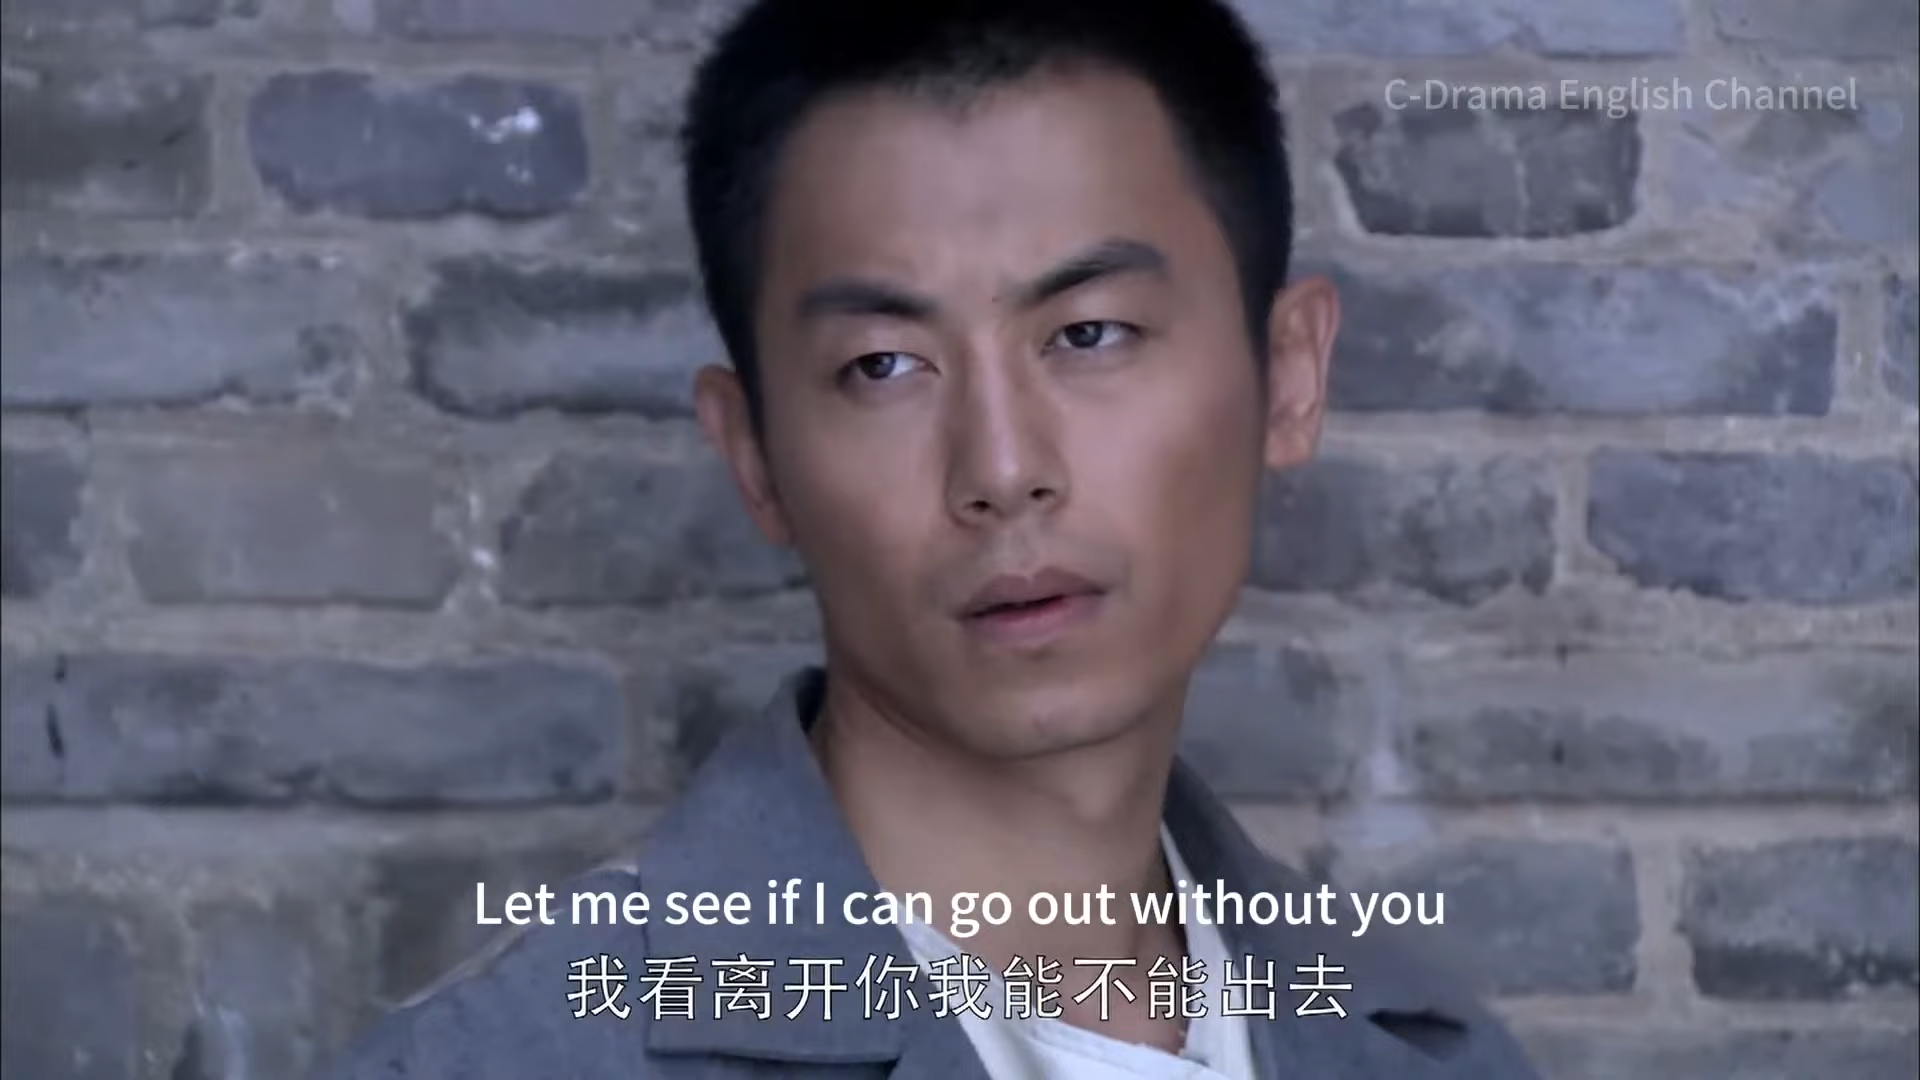 C-Drama English Channel
Let me see if I can go out without you
我看离开你我能不能出去